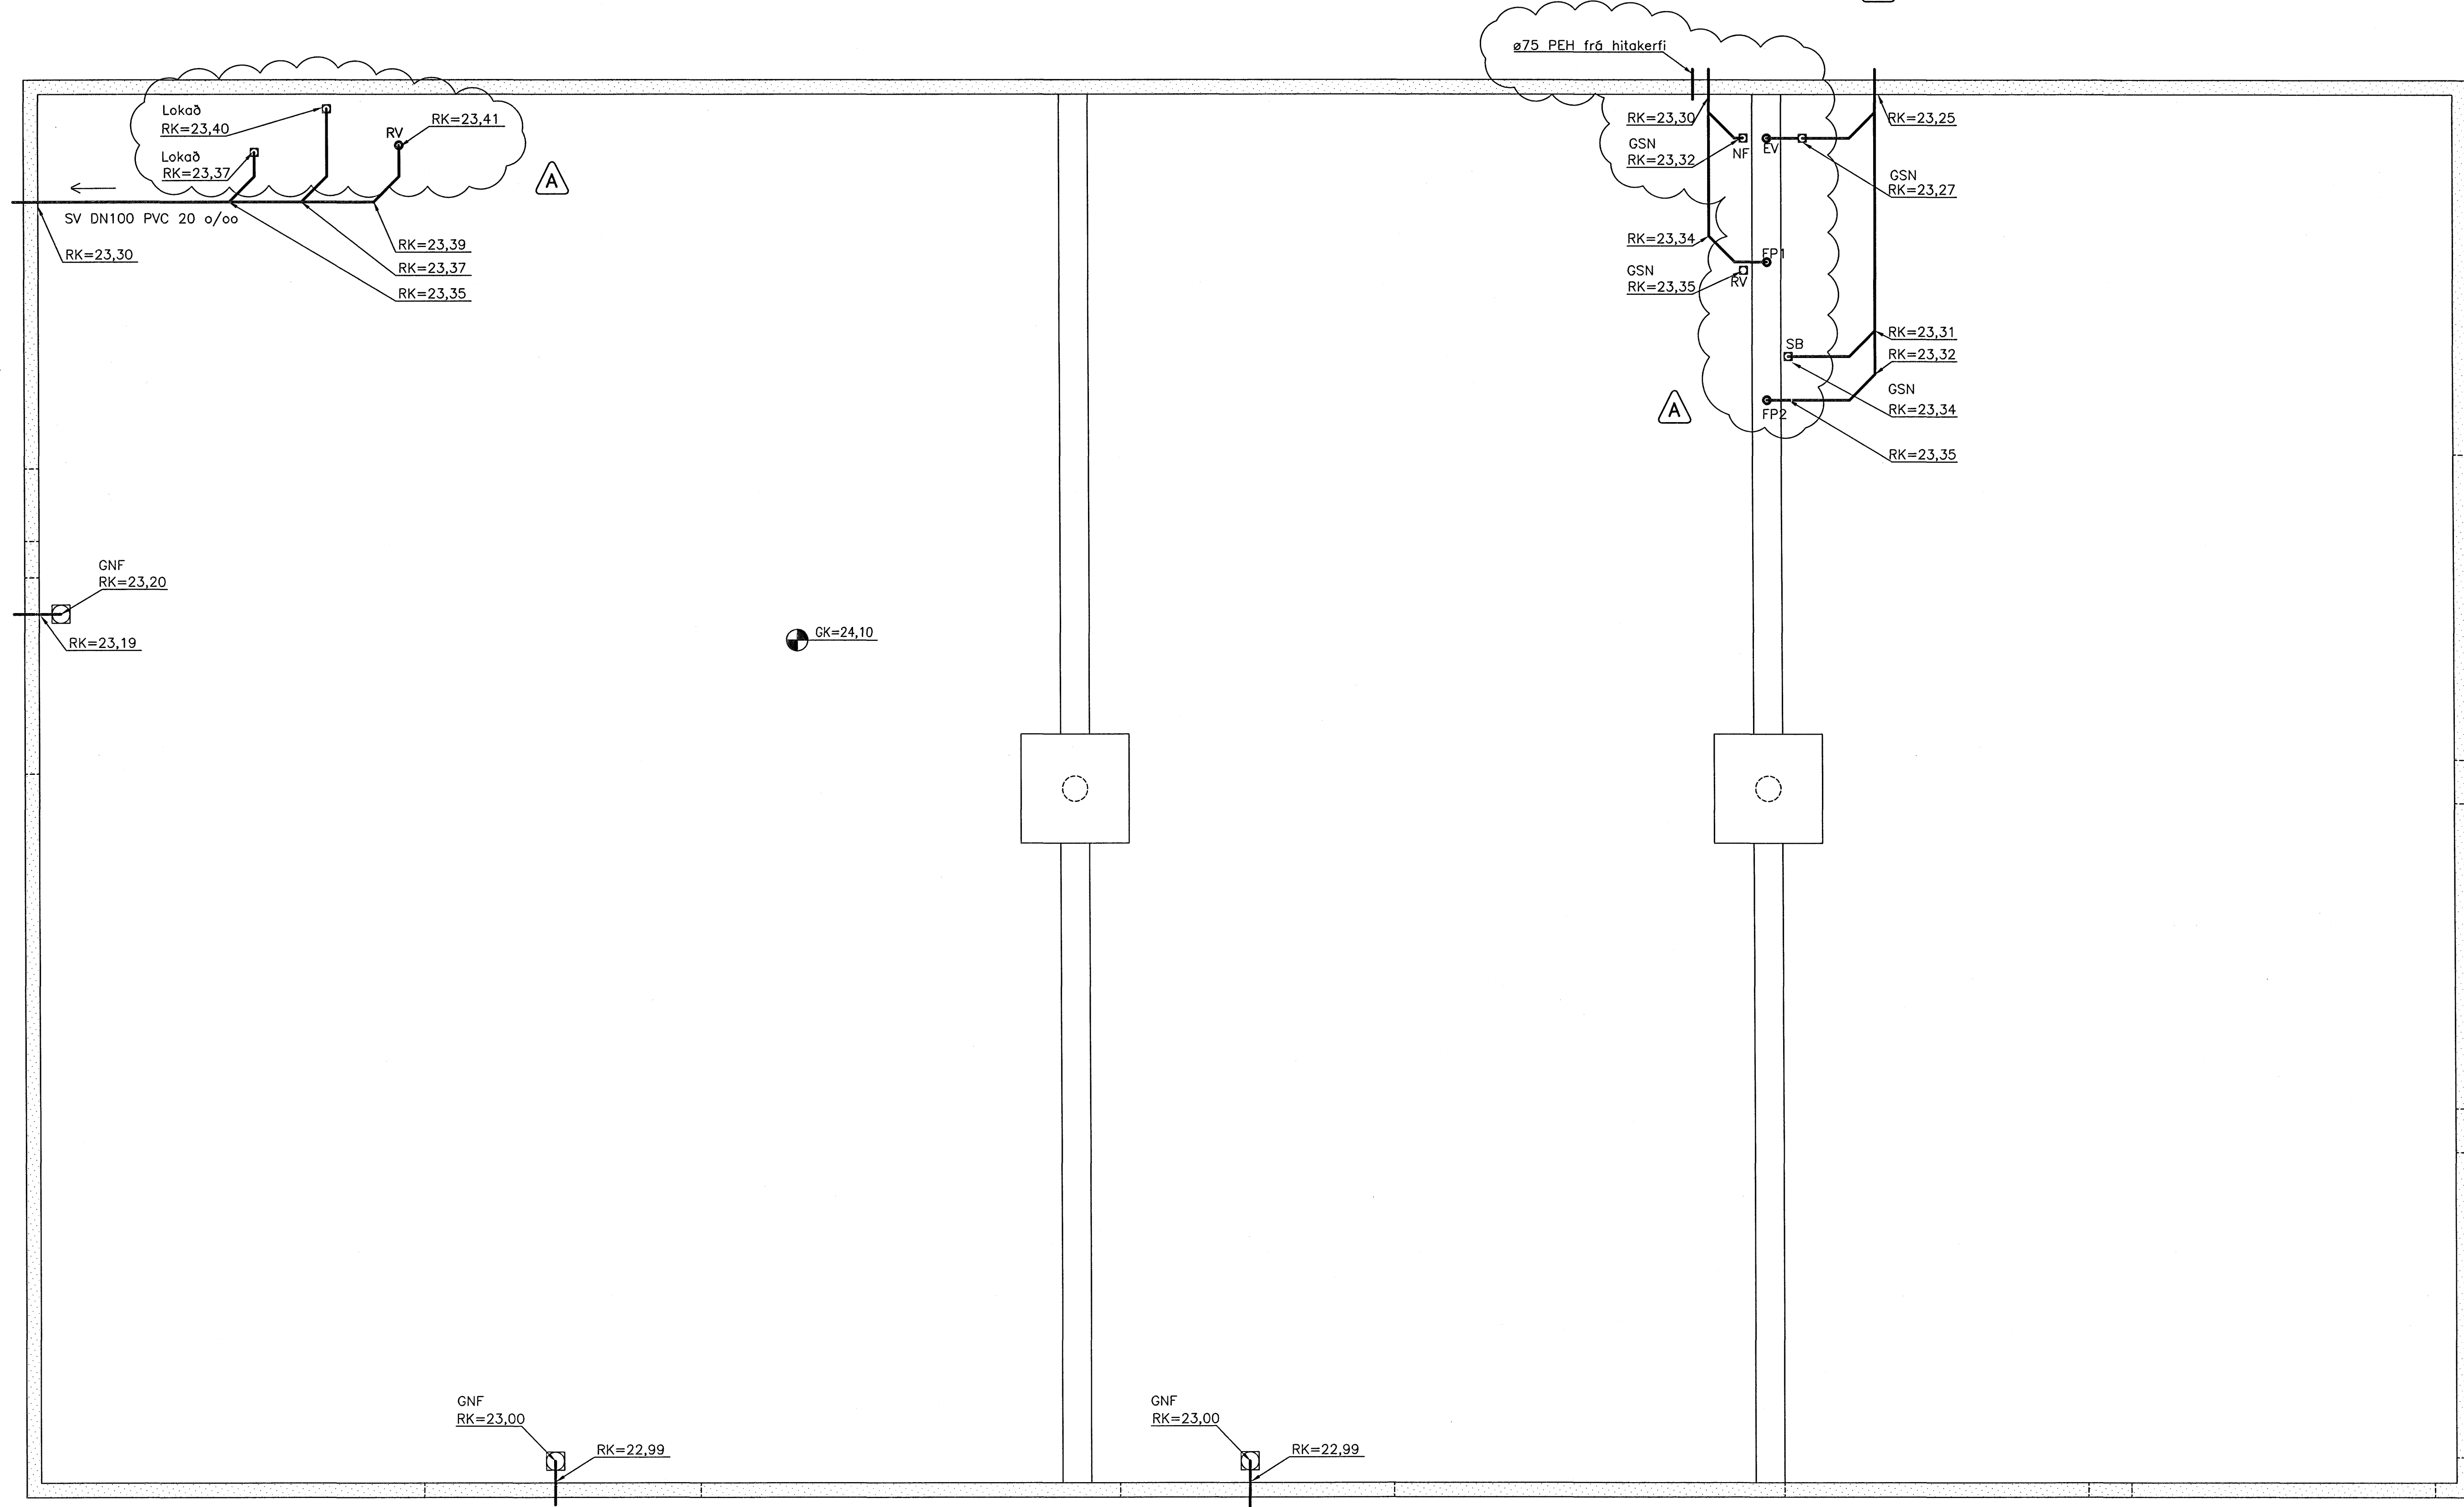 ø75 PEH frá hitakerfi
Lokað
RK=23,40
RV
RK=23,41
Lokað
RK=23,37
A
SV DN100 PVC 20 o/oo
RK=23,30
RK=23,39
RK=23,37
RK=23,35
RK=23,30
GSN
RK=23,32
NF
EV
RK=23,25
GSN
RK=23,27
RK=23,34
FP1
GSN
RK=23,35
RV
RK=23,31
SB
RK=23,32
GSN
RK=23,34
A
FP2
RK=23,35
GNF
RK=23,20
RK=23,19
GK=24,10
GNF
RK=23,00
RK=22,99
GNF
RK=23,00
RK=22,99